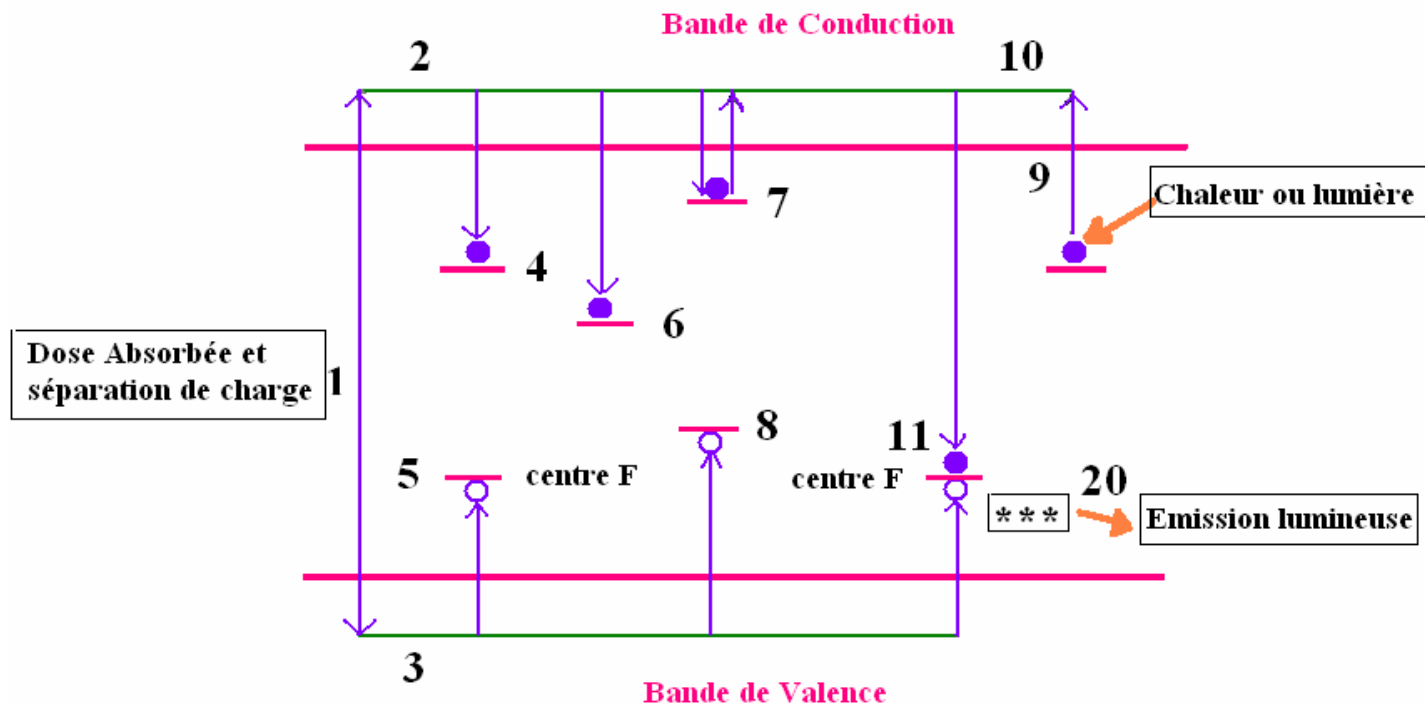 Bande de Conduction
2
10
9
Chaleur ou lumière
7
4
6
Dose Absorbée et
séparation de charge
1
8
11
5
centre F
centre F
20
***
Emission lumineuse
3
Bande de Valence